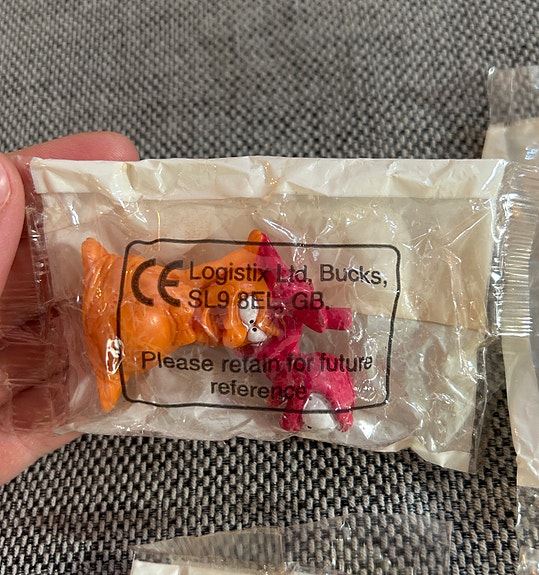 CE Logistix Ltd, Bucks,
SL9 8EL, GB.
Please retain for future
reference.